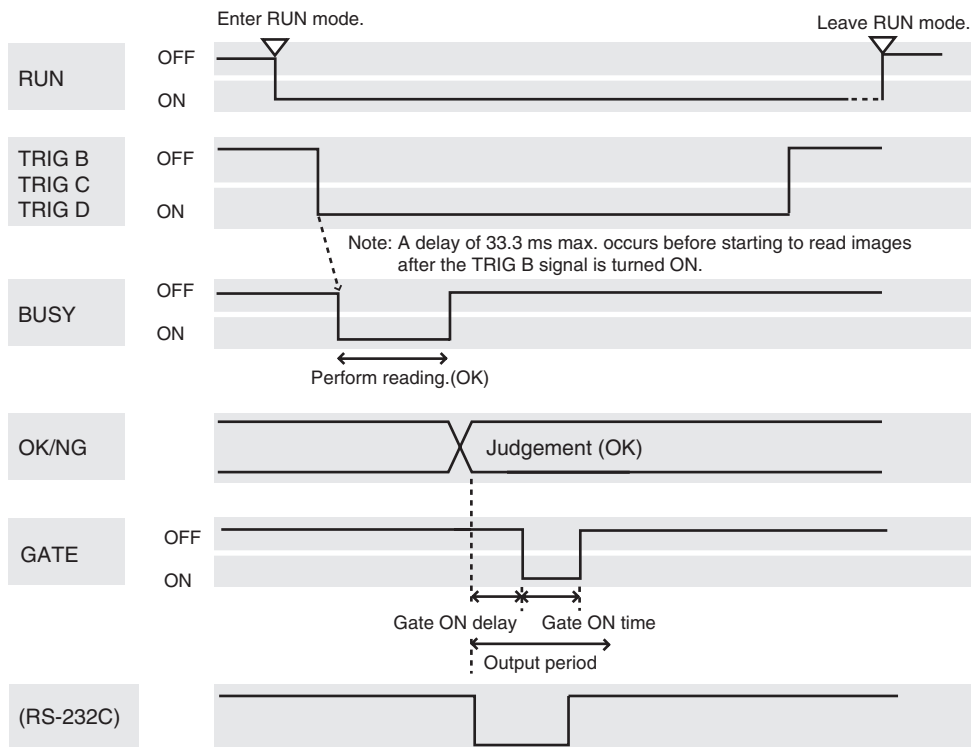 Enter RUN mode.
Leave RUN mode.
RUN
OFF
ON
TRIG B
TRIG C
TRIG D
OFF
ON
Note: A delay of 33.3 ms max. occurs before starting to read images
after the TRIG B signal is turned ON.
BUSY
OFF
ON
Perform reading.(OK)
OK/NG
Judgement (OK)
GATE
OFF
ON
Gate ON delay
Gate ON time
Output period
(RS-232C)